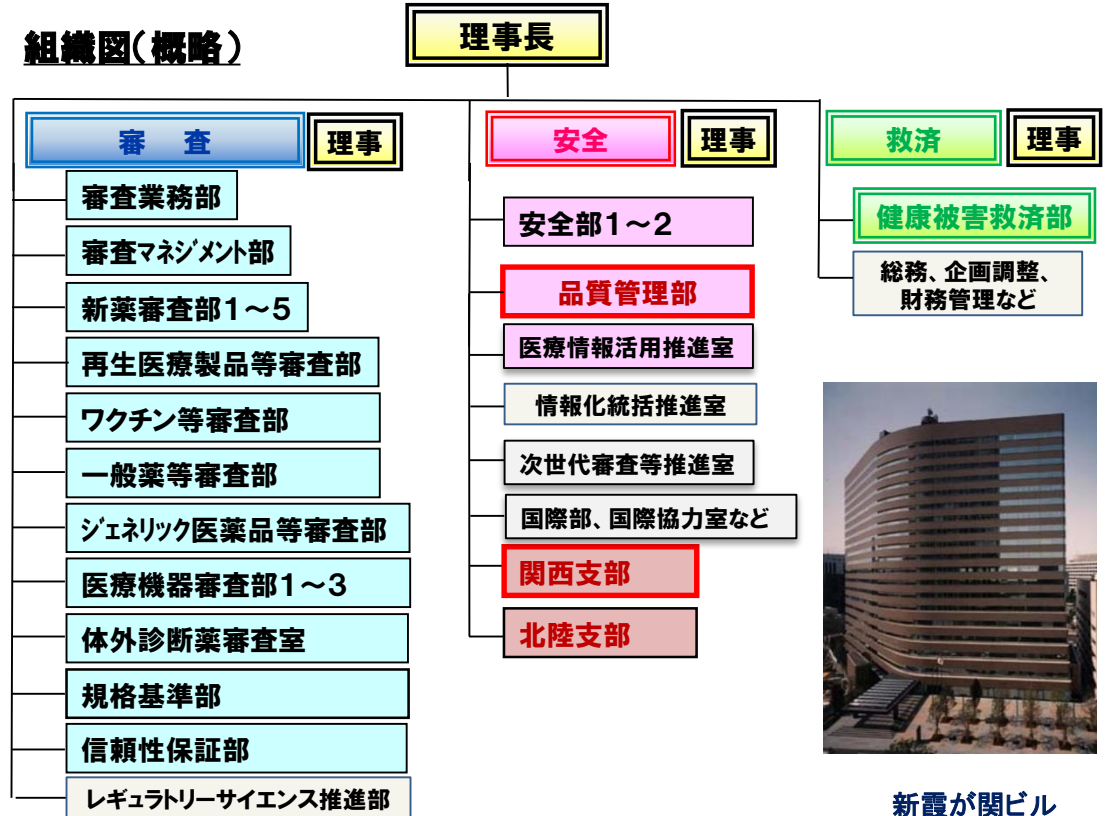 組織図(概略)
理事長
審　査
理事
審査業務部
審査マネジメント部
新薬審査部1～5
再生医療製品等審査部
ワクチン等審査部
一般薬等審査部
ジェネリック医薬品等審査部
医療機器審査部1～3
体外診断薬審査室
規格基準部
信頼性保証部
レギュラトリーサイエンス推進部
安全
理事
安全部1～2
品質管理部
医療情報活用推進室
情報化統括推進室
次世代審査等推進室
国際部、国際協力室など
関西支部
北陸支部
救済
理事
健康被害救済部
総務、企画調整、
財務管理など
新霞が関ビル